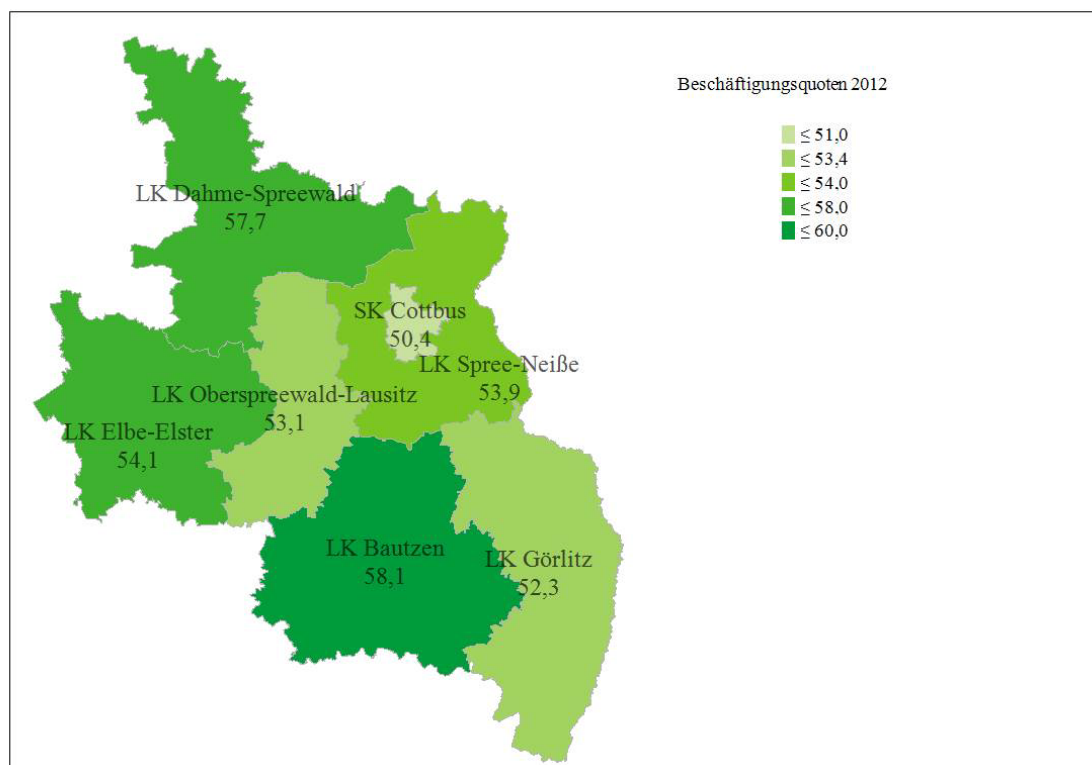 Beschäftigungsquoten 2012
≤ 51,0
≤ 53,4
≤ 54,0
≤ 58,0
≤ 60,0
LK Dahme-Spreewald
57,7
SK Cottbus
50,4
LK Spree-Neiße
53,9
LK Oberspreewald-Lausitz
53,1
LK Elbe-Elster
54,1
LK Bautzen
58,1
LK Görlitz
52,3